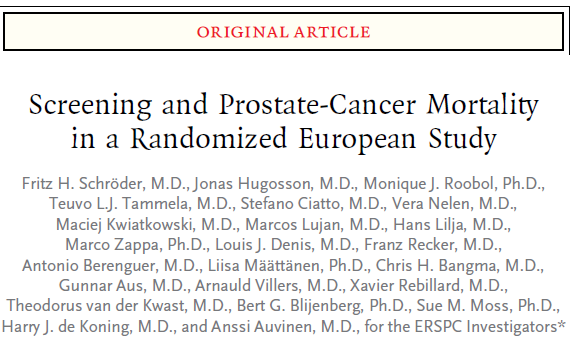 ORIGINAL ARTICLE
Screening and Prostate-Cancer Mortality
in a Randomized European Study
Fritz H. Schröder, M.D., Jonas Hugosson, M.D., Monique J. Roobol, Ph.D.,
Teuvo L.J. Tammela, M.D., Stefano Ciatto, M.D., Vera Nelen, M.D.,
Maciej Kwiatkowski, M.D., Marcos Lujan, M.D., Hans Lilja, M.D.,
Marco Zappa, Ph.D., Louis J. Denis, M.D., Franz Recker, M.D.,
Antonio Berenguer, M.D., Liisa Määttänen, Ph.D., Chris H. Bangma, M.D.,
Gunnar Aus, M.D., Arnauld Villers, M.D., Xavier Rebillard, M.D.,
Theodorus van der Kwast, M.D., Bert G. Blijenberg, Ph.D., Sue M. Moss, Ph.D.,
Harry J. de Koning, M.D., and Anssi Auvinen, M.D., for the ERSPC Investigators*